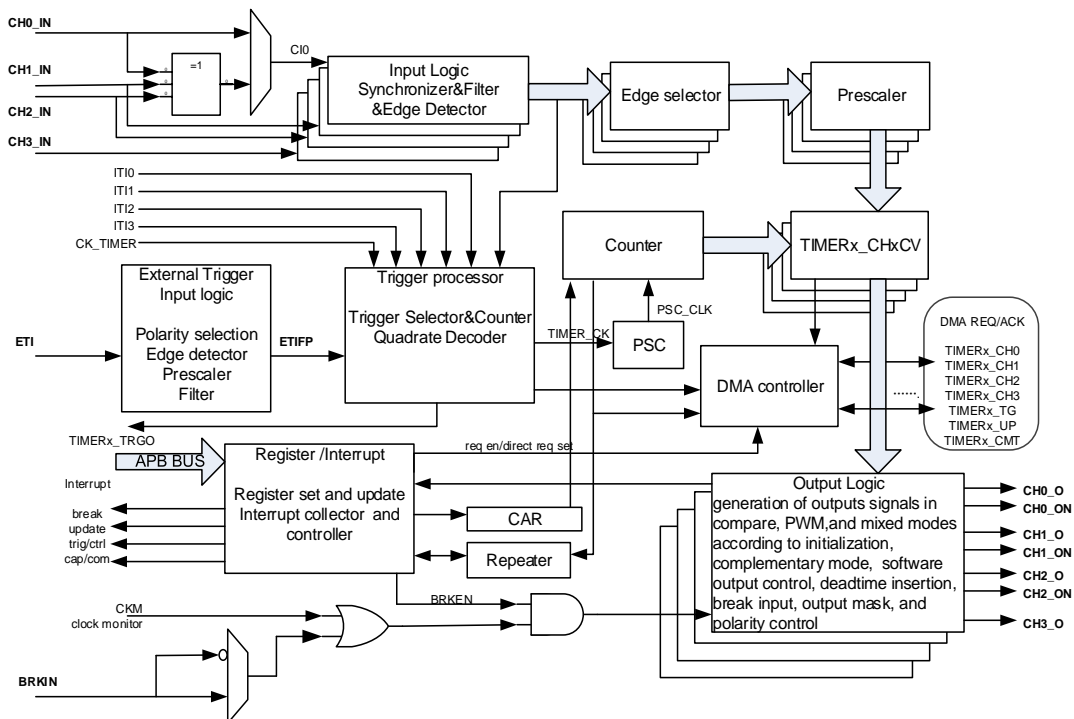 CH0_IN
CH1_IN
CH2_IN
CH3_IN
=1
CI0
Input Logic
Synchronizer&Filter
&Edge Detector
Edge selector
Prescaler
ITI0
ITI1
ITI2
ITI3
CK_TIMER
Counter
TIMERx_CHxCV
External Trigger
Input logic
Polarity selection
Edge detector
Prescaler
Filter
ETI
ETIFP
Trigger processor
Trigger Selector&Counter
Quadrate Decoder
TIMER_CK
PSC_CLK
PSC
DMA controller
DMA REQ/ACK
TIMERx_CH0
TIMERx_CH1
TIMERx_CH2
TIMERx_CH3
TIMERx_TG
TIMERx_UP
TIMERx_CMT
........
TIMERx_TRGO
APB BUS
Register /Interrupt
Register set and update
Interrupt collector and
controller
req en/direct req set
Interrupt
break
update
trig/ctrl
cap/com
CAR
Repeater
Output Logic
generation of outputs signals in
compare, PWM,and mixed modes
according to initialization,
complementary mode, software
output control, deadtime insertion,
break input, output mask, and
polarity control
CH0_O
CH0_ON
CH1_O
CH1_ON
CH2_O
CH2_ON
CH3_O
BRKEN
CKM
clock monitor
BRKIN